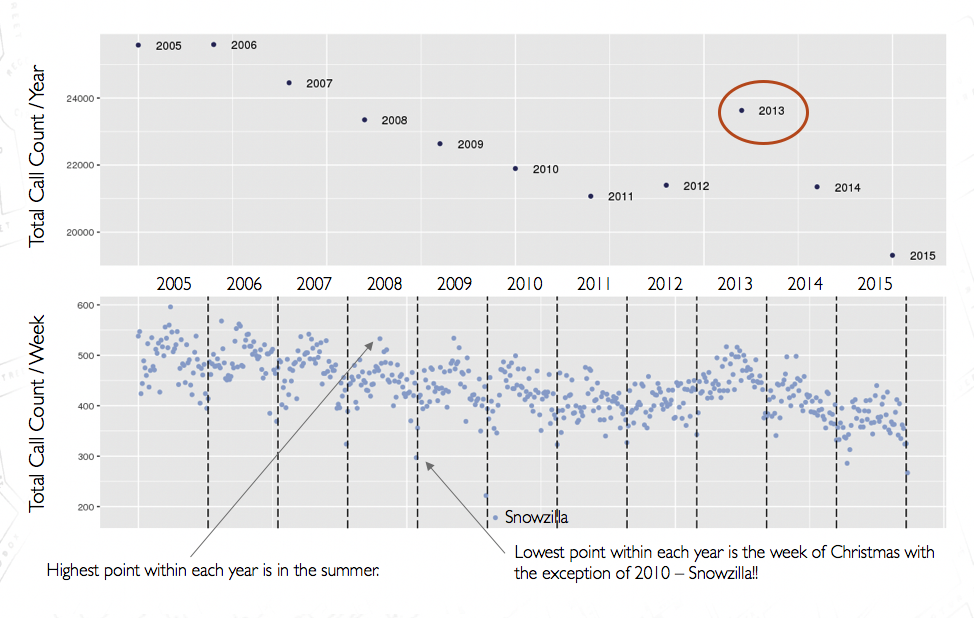 Total Call Count /Year
24000
22000
20000
2005
2006
2007
2008
2009
2010
2011
2012
2013
2014
2015
2005 2006 2007 2008 2009 2010 2011 2012 2013 2014 2015
Total Call Count / Week
600
500
400
300
200
Snowzilla
Highest point within each year is in the summer.
Lowest point within each year is the week of Christmas with
the exception of 2010 – Snowzilla!!